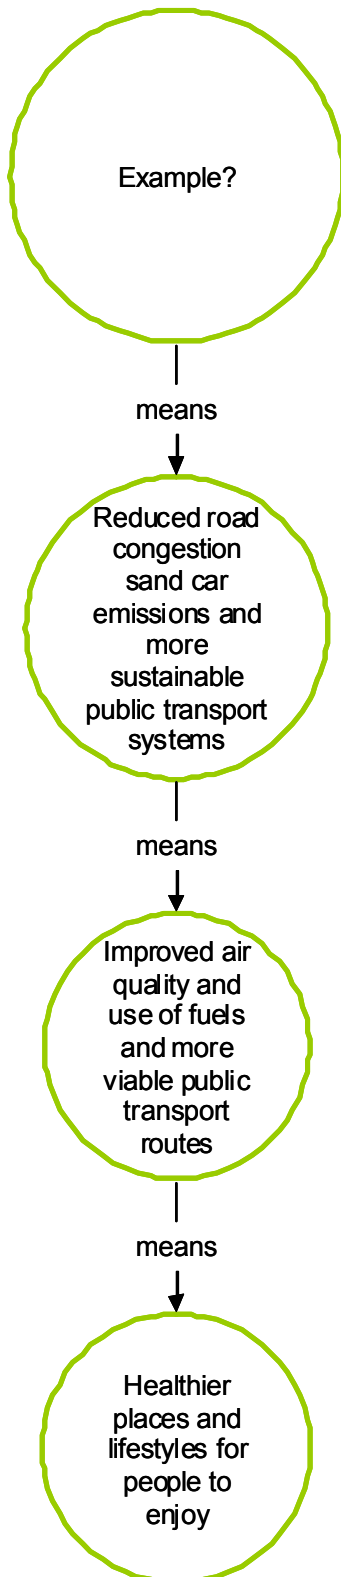 Example?
means
Reduced road
congestion
sand car
emissions and
more
sustainable
public transport
systems
means
Improved air
quality and
use of fuels
and more
viable public
transport
routes
means
Healthier
places and
lifestyles for
people to
enjoy